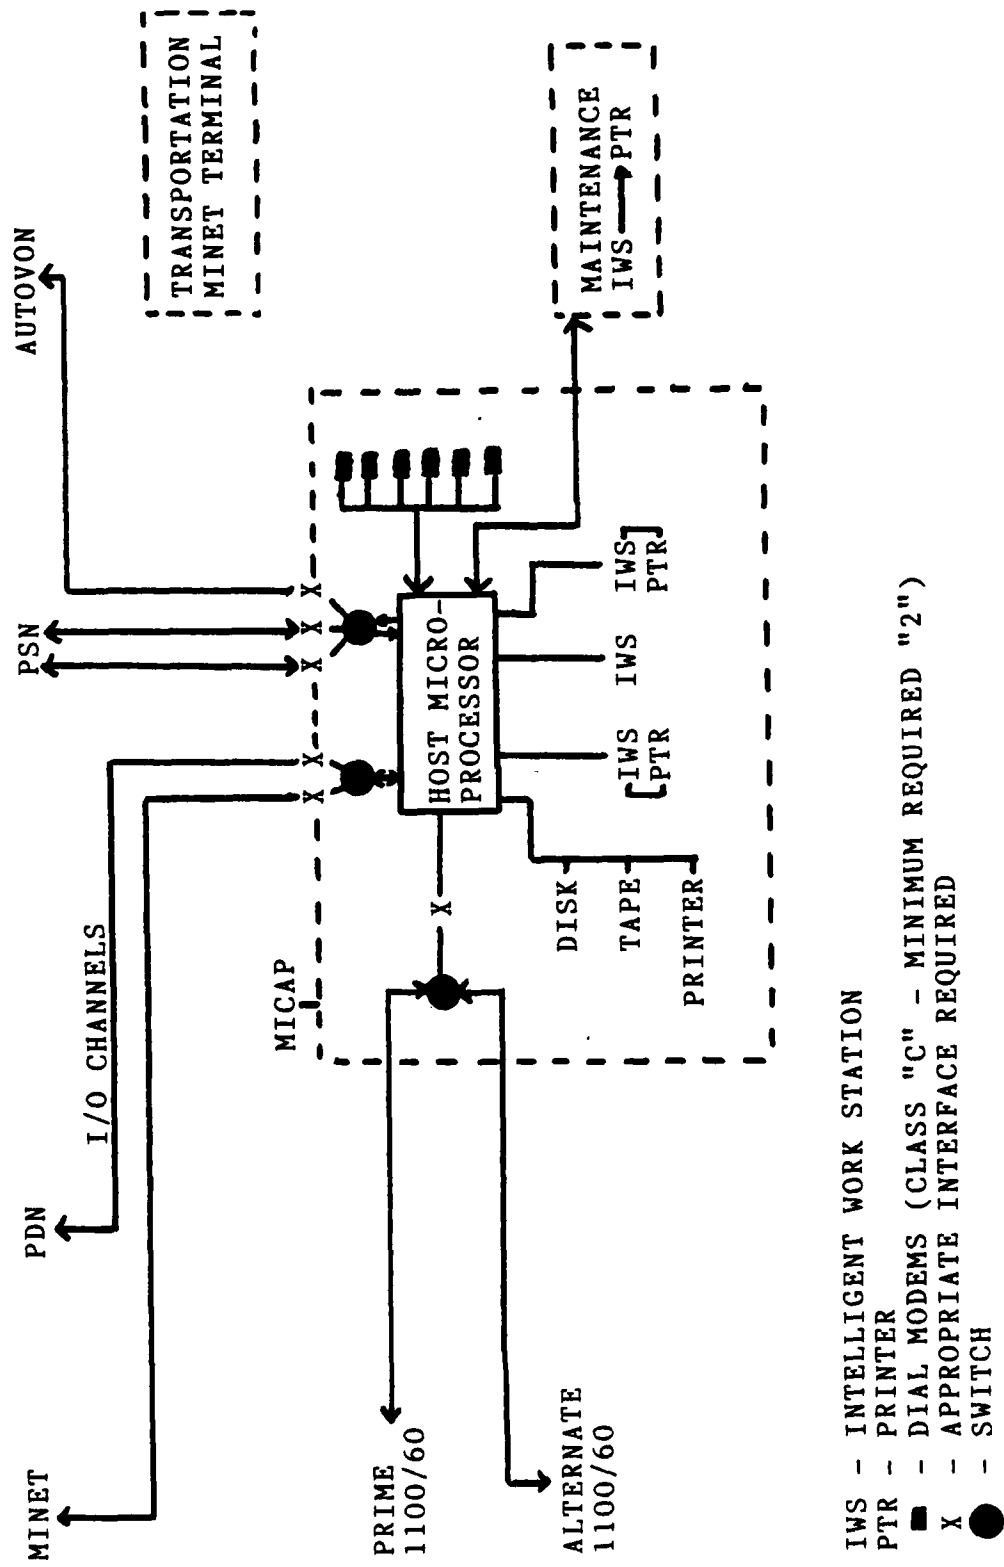 MINET
PDN
PSN
AUTOVON
I/O CHANNELS
TRANSPORTATION
MINET TERMINAL
MICAP
X
X
X
X
X
PRIME
1100/60
X
HOST MICRO-
PROCESSOR
ALTERNATE
1100/60
DISK
TAPE
PRINTER
IWS
PTR
IWS
IWS
PTR
MAINTENANCE
IWS PTR
IWS - INTELLIGENT WORK STATION
PTR - PRINTER
- DIAL MODEMS (CLASS "C" - MINIMUM REQUIRED "2")
X - APPROPRIATE INTERFACE REQUIRED
- SWITCH